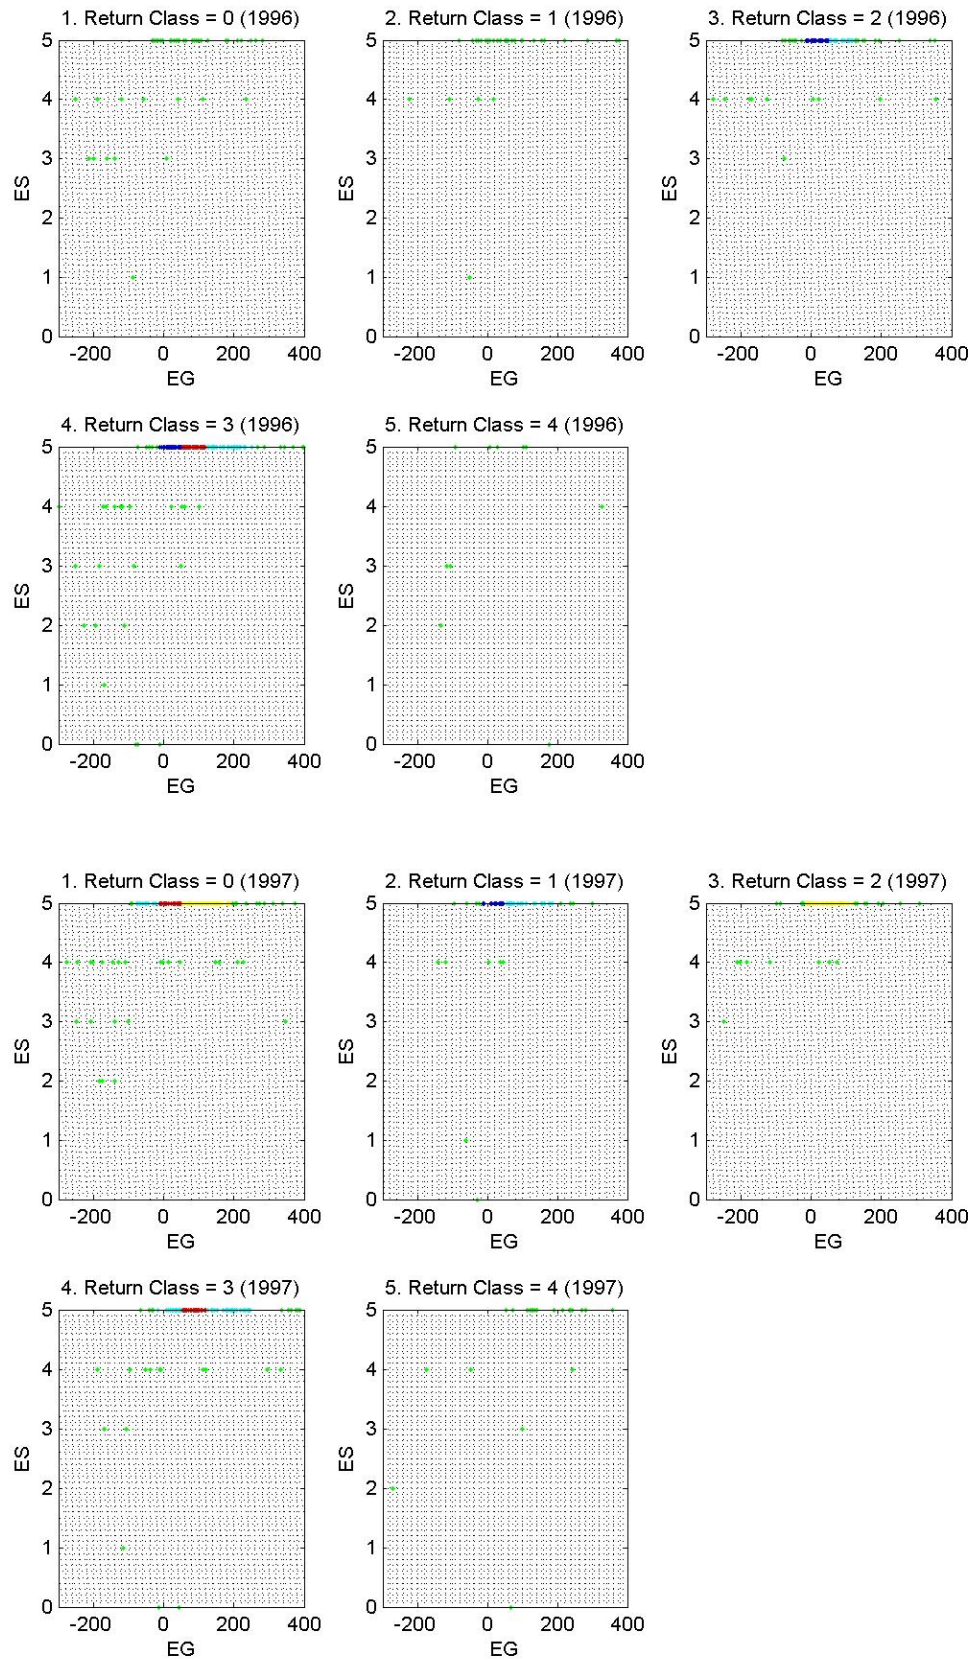 1. Return Class = 0 (1996)
2. Return Class = 1 (1996)
3. Return Class = 2 (1996)
5
4
3
2
1
0
ES
-200 0 200 400
EG
5
4
3
2
1
0
ES
-200 0 200 400
EG
5
4
3
2
1
0
ES
-200 0 200 400
EG
4. Return Class = 3 (1996)
5. Return Class = 4 (1996)
5
4
3
2
1
0
ES
-200 0 200 400
EG
5
4
3
2
1
0
ES
-200 0 200 400
EG
1. Return Class = 0 (1997)
2. Return Class = 1 (1997)
3. Return Class = 2 (1997)
5
4
3
2
1
0
ES
-200 0 200 400
EG
5
4
3
2
1
0
ES
-200 0 200 400
EG
5
4
3
2
1
0
ES
-200 0 200 400
EG
4. Return Class = 3 (1997)
5. Return Class = 4 (1997)
5
4
3
2
1
0
ES
-200 0 200 400
EG
5
4
3
2
1
0
ES
-200 0 200 400
EG